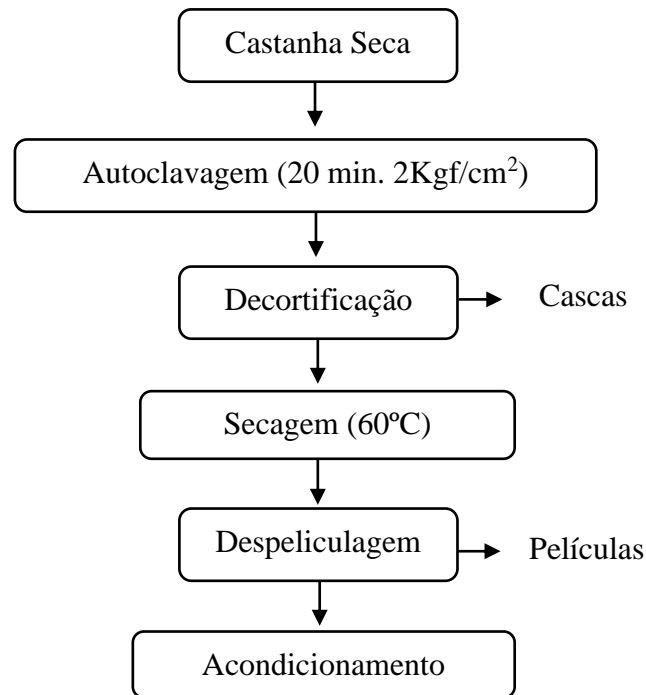 Castanha Seca
Autoclavagem (20 min. 2Kgf/cm²)
Decortificação
Cascas
Secagem (60ºC)
Despeliculagem
Películas
Acondicionamento